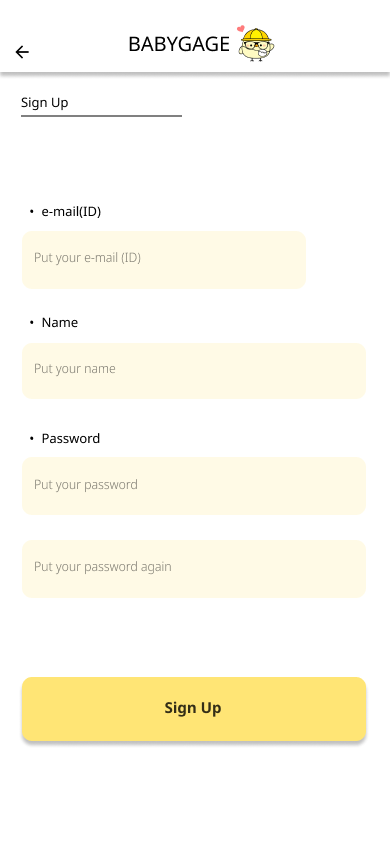 BABYGAGE
Sign Up
• e-mail(ID)
Put your e-mail (ID)
• Name
Put your name
• Password
Put your password
Put your password again
Sign Up